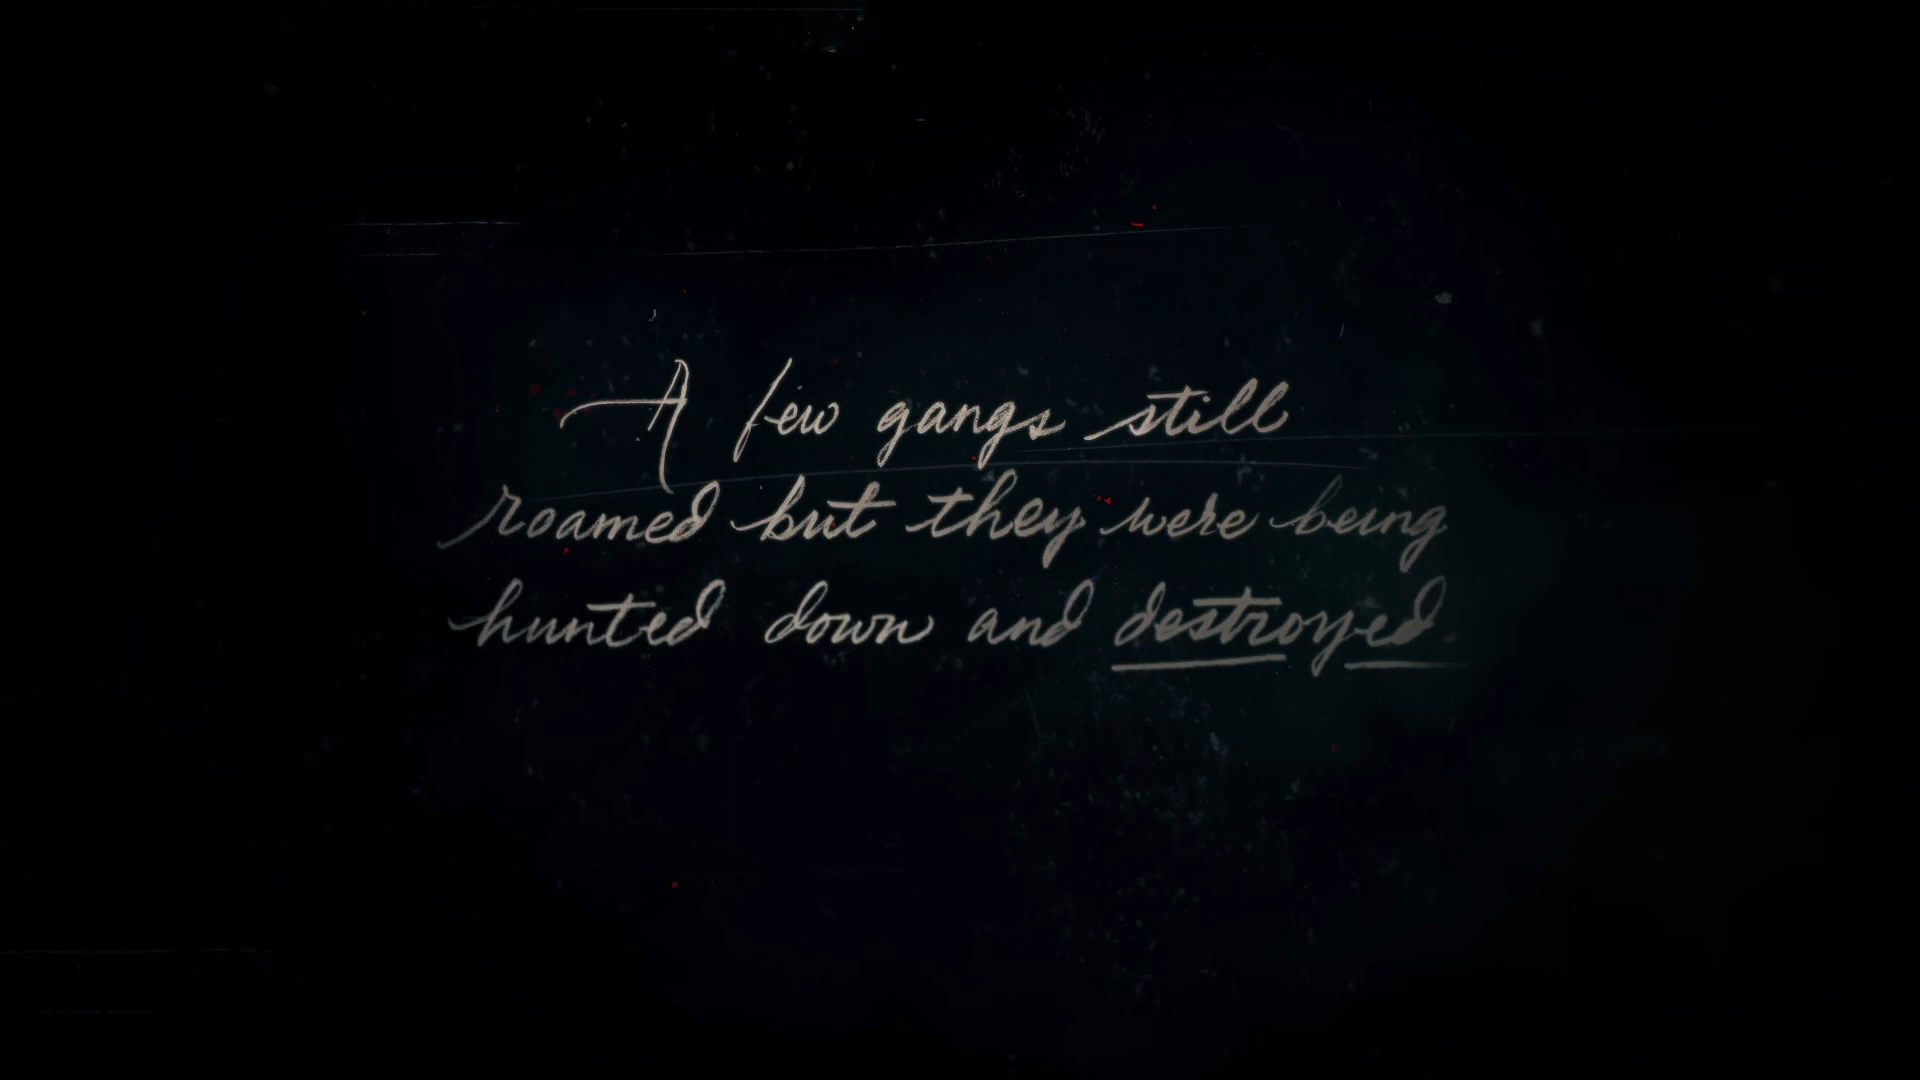 A few gangs still
roamed but they were being
hunted down and destroyed.